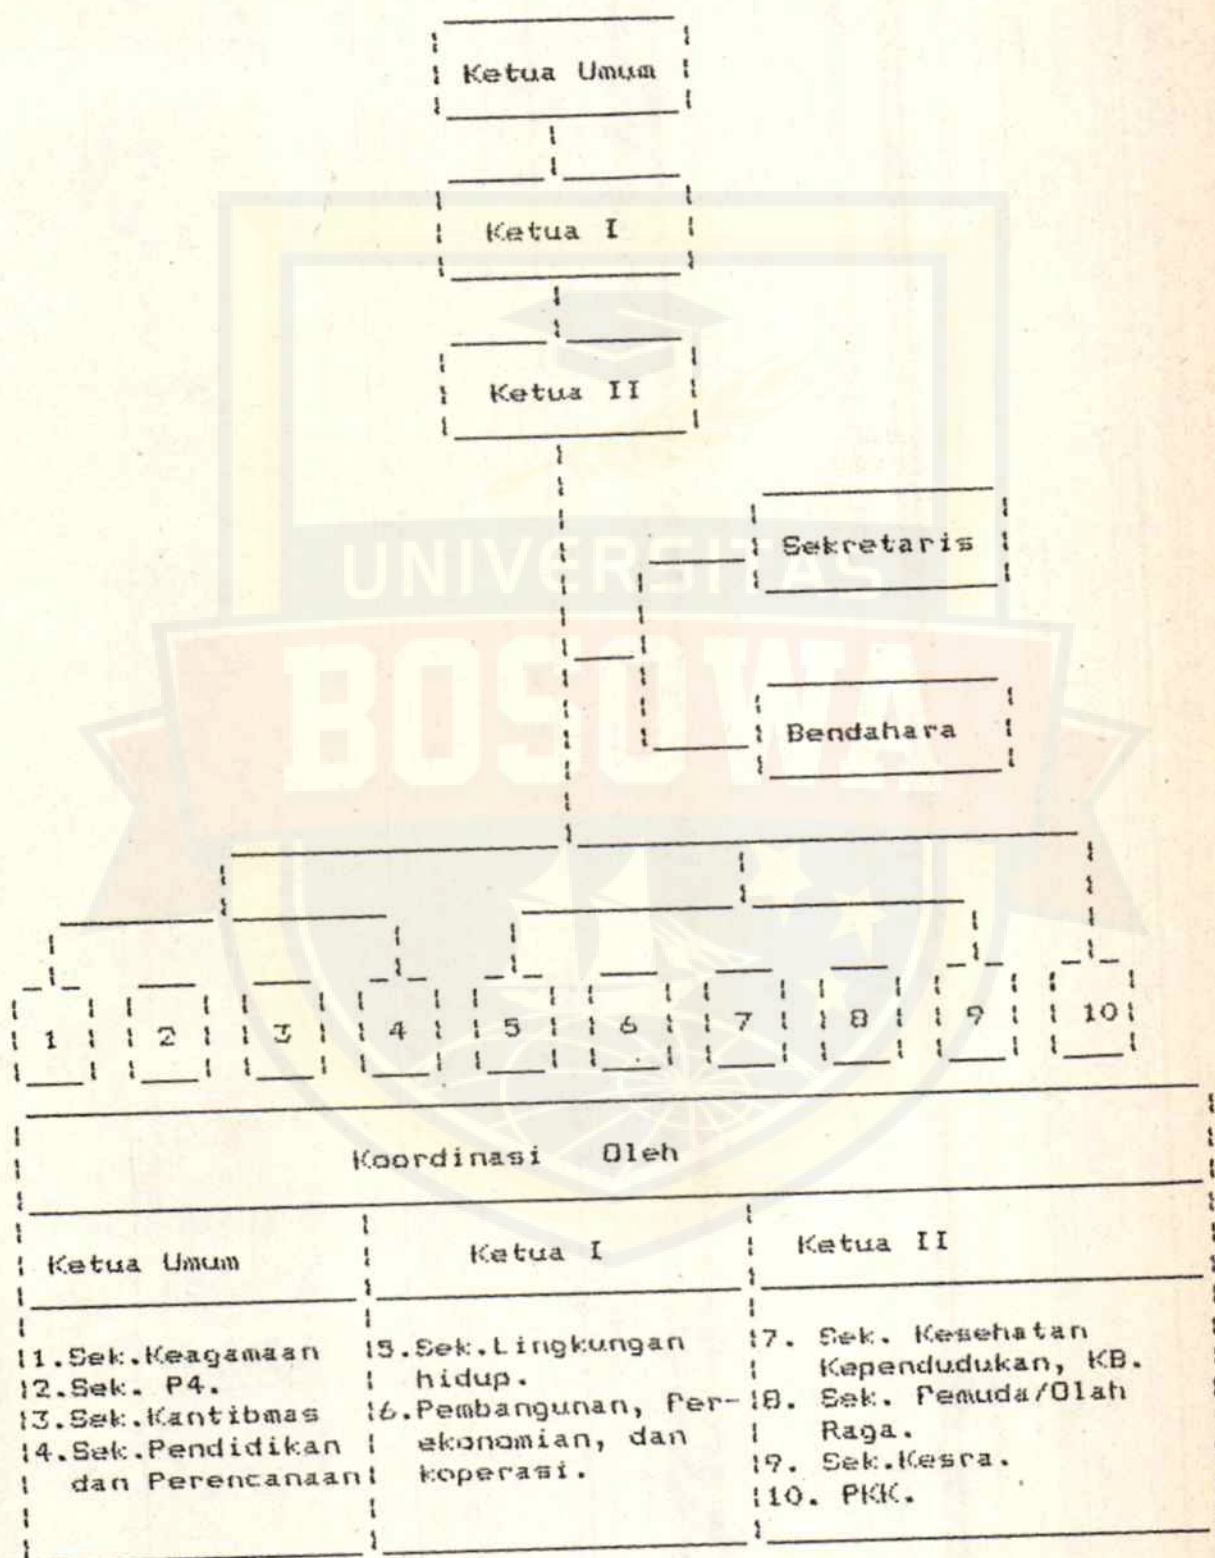 Ketua Umum
Ketua I
Ketua II
Sekretaris
Bendahara
UNIVERSITAS
BOSOWA
1 2 3 4 5 6 7 8 9 10
Koordinasi Oleh
Ketua Umum
Ketua I
Ketua II
1.Sek.Keagamaan
2.Sek. P4.
3.Sek.Kantibmas
4.Sek.Pendidikan
dan Perencanaan
5.Sek.Lingkungan
hidup.
6.Pembangunan, Per-
ekonomian, dan
koperasi.
7. Sek. Kesehatan
Kependudukan, KB.
8. Sek. Pemuda/Olah
Raga.
9. Sek.Kesra.
10. PKK.